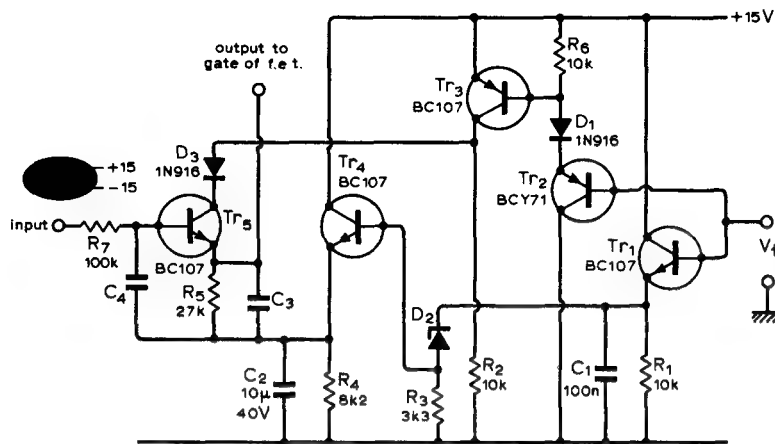 +15V
output to
gate of f.e.t.
R6
10k
Tr3
BC107
D1
1N916
D3
1N916
Tr4
BC107
Tr2
BCY71
+15
-15
input
Tr5
R7
100k
BC107
Tr1
BC107
Vf
C4
R5
27k
C3
D2
C2
10μ
40V
R4
8k2
R3
3k3
R2
10k
C1
100n
R1
10k